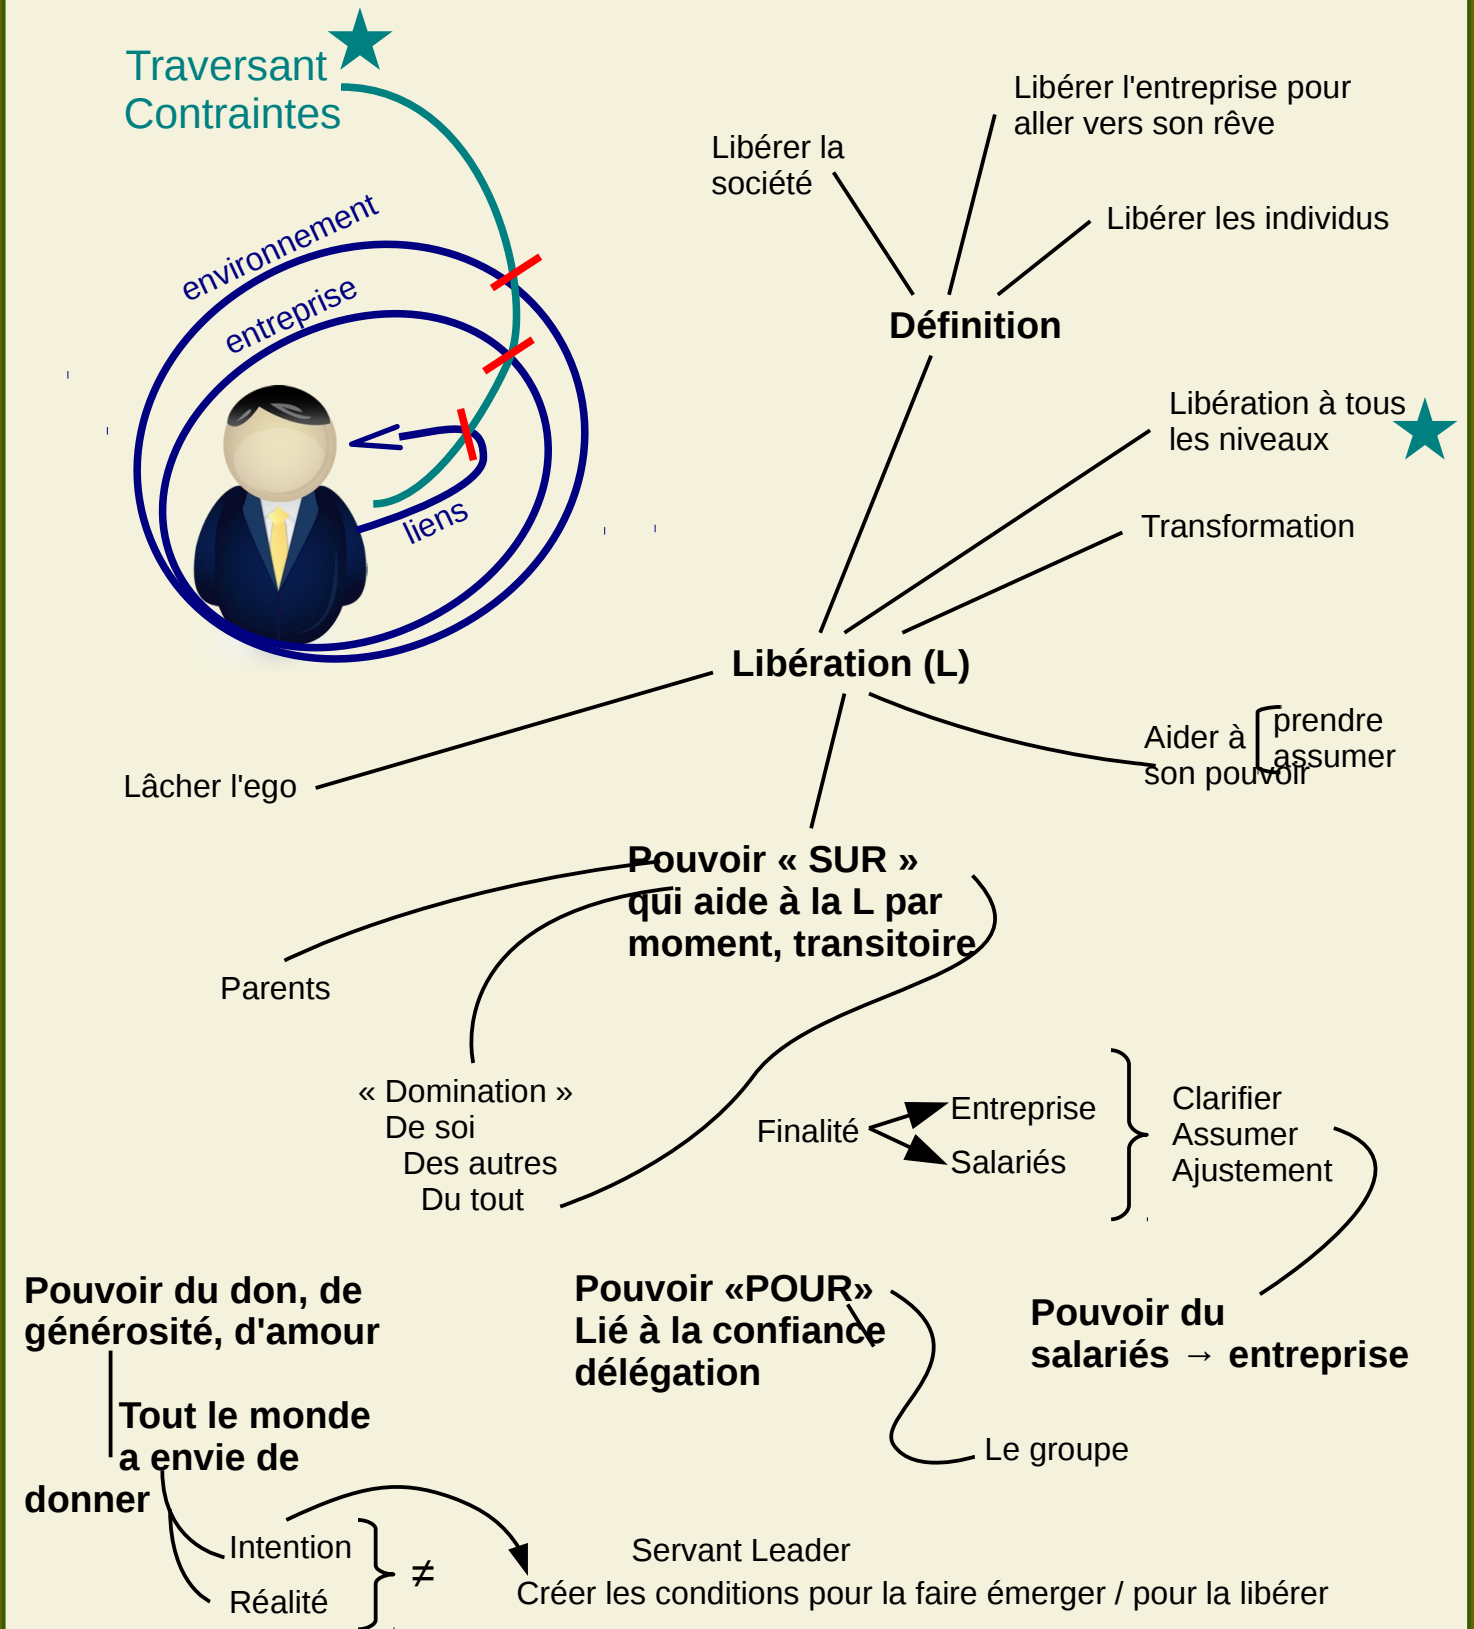 Traversant
Contraintes
environnement
entreprise
liens
Libérer la
société
Libérer l'entreprise pour
aller vers son rêve
Libérer les individus
Définition
Libération à tous
les niveaux
Transformation
Libération (L)
Lâcher l'ego
Aider à
son pouvoir
prendre
assumer
Pouvoir « SUR »
qui aide à la L par
moment, transitoire
Parents
« Domination »
De soi
Des autres
Du tout
Finalité
Entreprise
Salariés
Clarifier
Assumer
Ajustement
Pouvoir du don, de
générosité, d'amour
Tout le monde
a envie de
donner
Pouvoir «POUR»
Lié à la confiance
délégation
Pouvoir du
salariés → entreprise
Le groupe
Intention
Réalité
≠
Servant Leader
Créer les conditions pour la faire émerger / pour la libérer